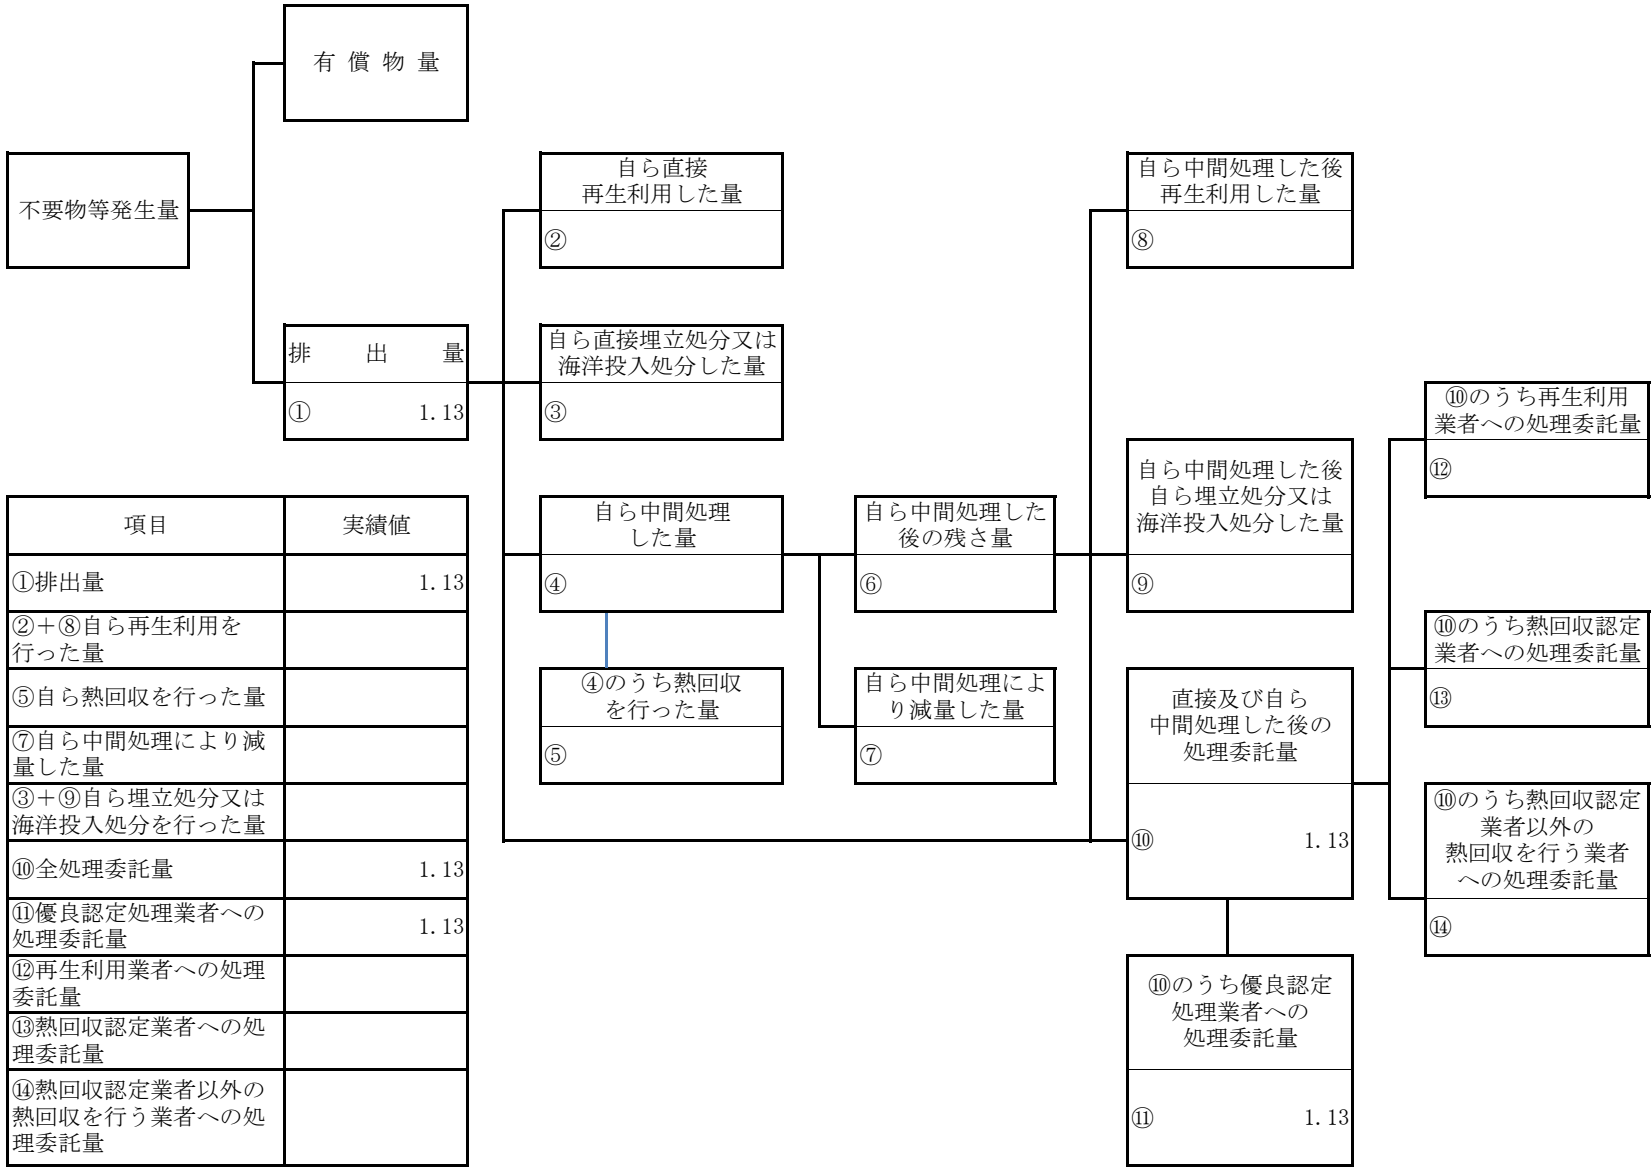 有償物量
不要物等発生量
排出量
① 1.13
自ら直接
再生利用した量
②
自ら直接埋立処分又は
海洋投入処分した量
③
自ら中間処理
した量
④
④のうち熱回収
を行った量
⑤
自ら中間処理した
後の残さ量
⑥
自ら中間処理によ
り減量した量
⑦
自ら中間処理した後
再生利用した量
⑧
自ら中間処理した後
自ら埋立処分又は
海洋投入処分した量
⑨
直接及び自ら
中間処理した後の
処理委託量
⑩ 1.13
⑩のうち優良認定
処理業者への
処理委託量
⑪ 1.13
⑩のうち再生利用
業者への処理委託量
⑫
⑩のうち熱回収認定
業者への処理委託量
⑬
⑩のうち熱回収認定
業者以外の
熱回収を行う業者
への処理委託量
⑭
項目 実績値
①排出量 1.13
②＋⑧自ら再生利用を
行った量
⑤自ら熱回収を行った量
⑦自ら中間処理により減
量した量
③＋⑨自ら埋立処分又は
海洋投入処分を行った量
⑩全処理委託量 1.13
⑪優良認定処理業者への
処理委託量 1.13
⑫再生利用業者への処理
委託量
⑬熱回収認定業者への処
理委託量
⑭熱回収認定業者以外の
熱回収を行う業者への処
理委託量